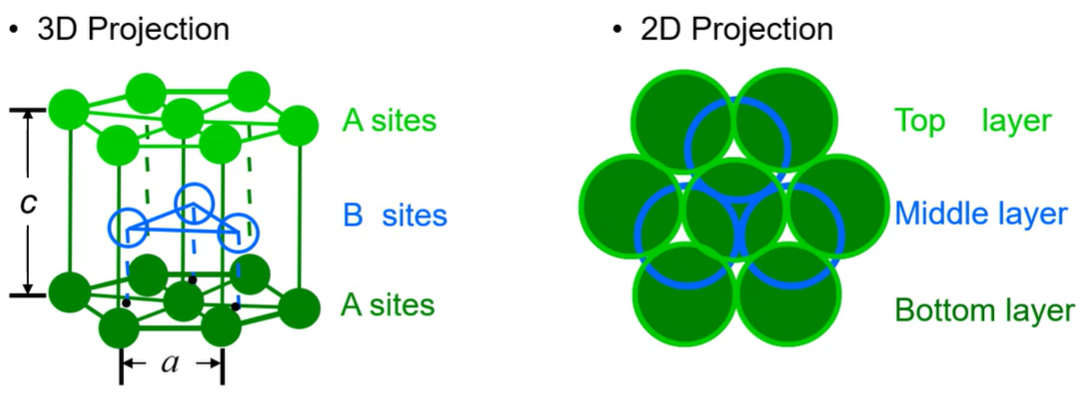 • 3D Projection
A sites
c
B sites
A sites
a
• 2D Projection
Top layer
Middle layer
Bottom layer